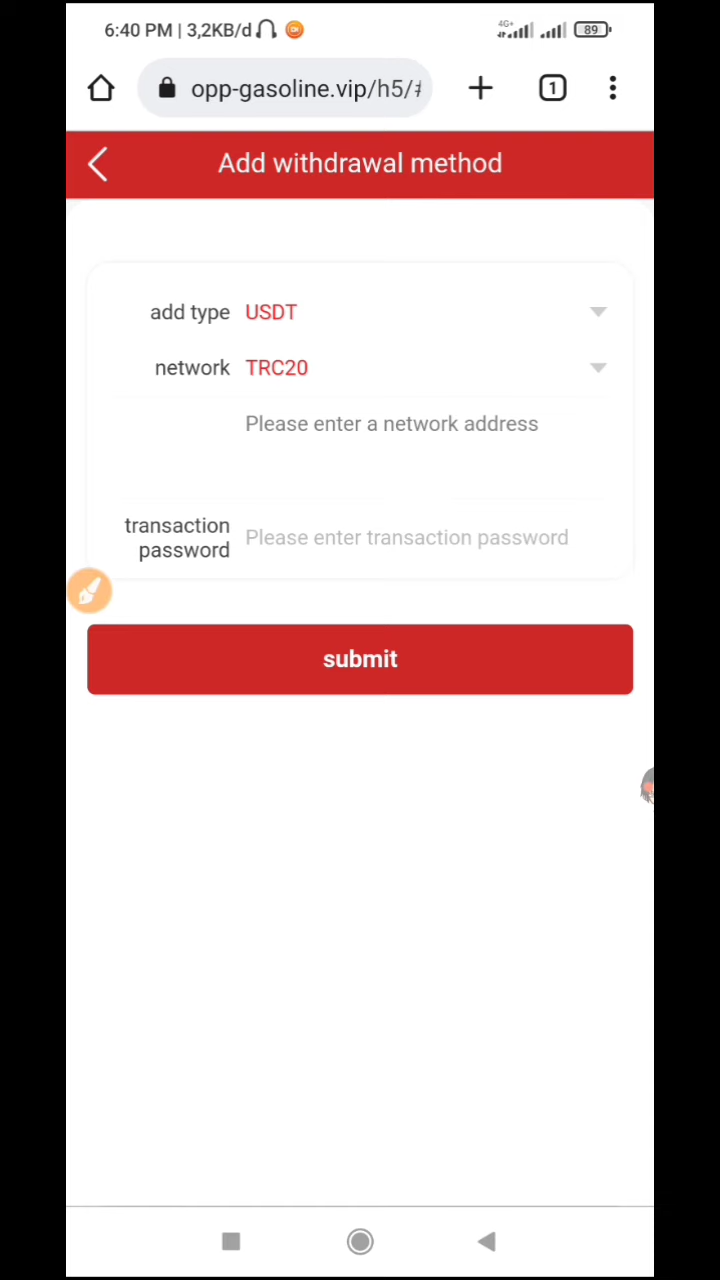 6:40 PM | 3,2KB/d
4G+
89
opp-gasoline.vip/h5/#
1
Add withdrawal method
add type USDT
network TRC20
Please enter a network address
transaction password Please enter transaction password
submit